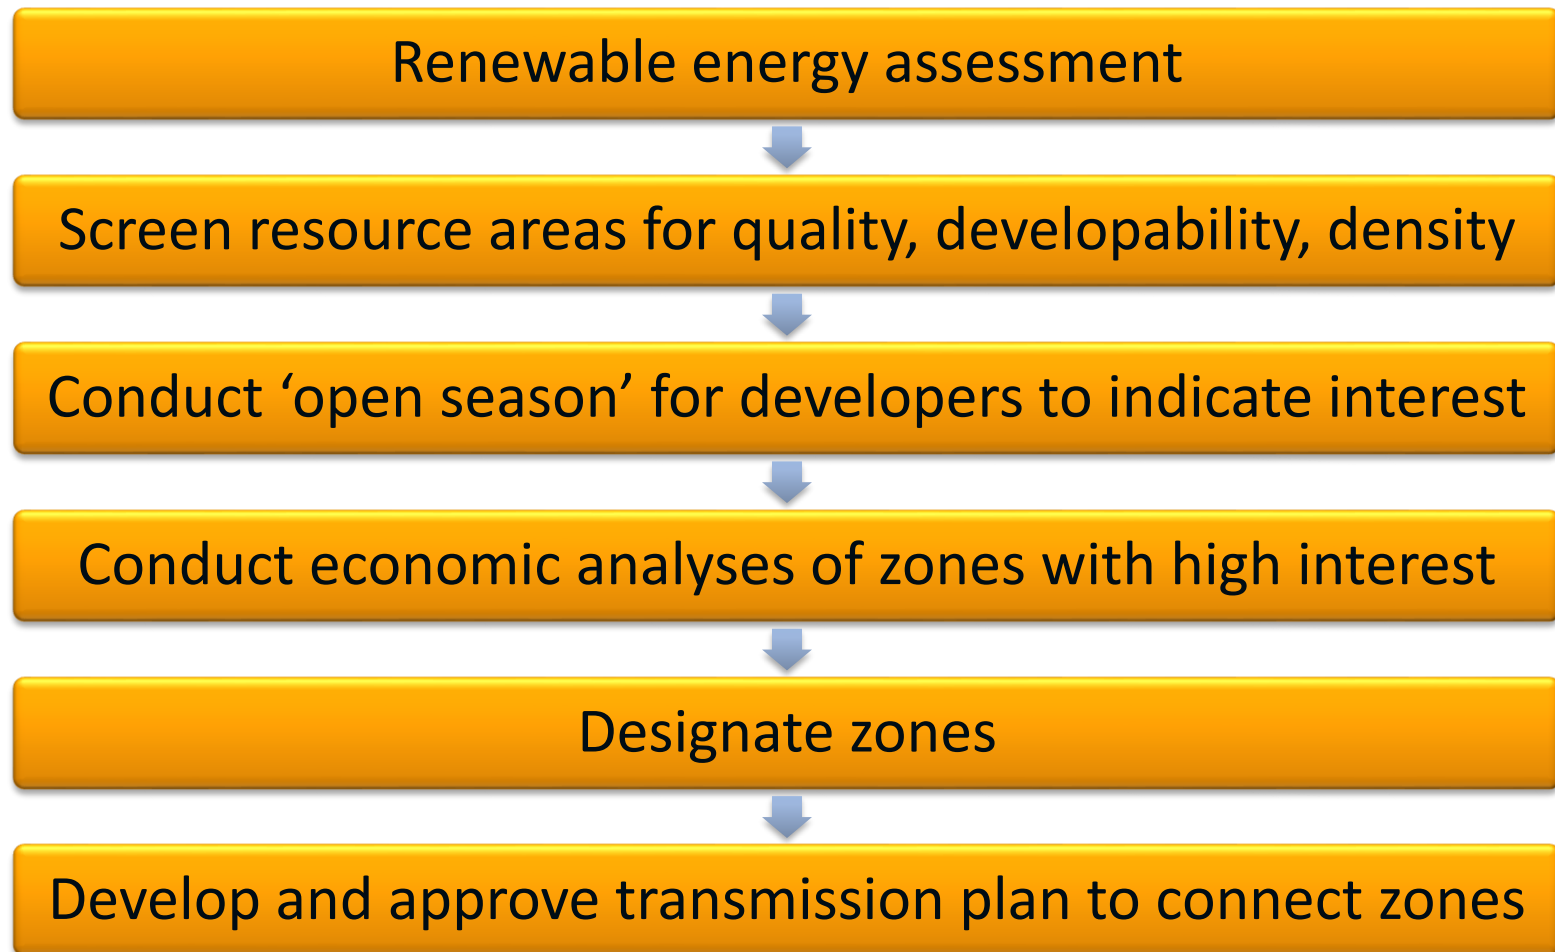 Renewable energy assessment
Screen resource areas for quality, developability, density
Conduct ‘open season’ for developers to indicate interest
Conduct economic analyses of zones with high interest
Designate zones
Develop and approve transmission plan to connect zones